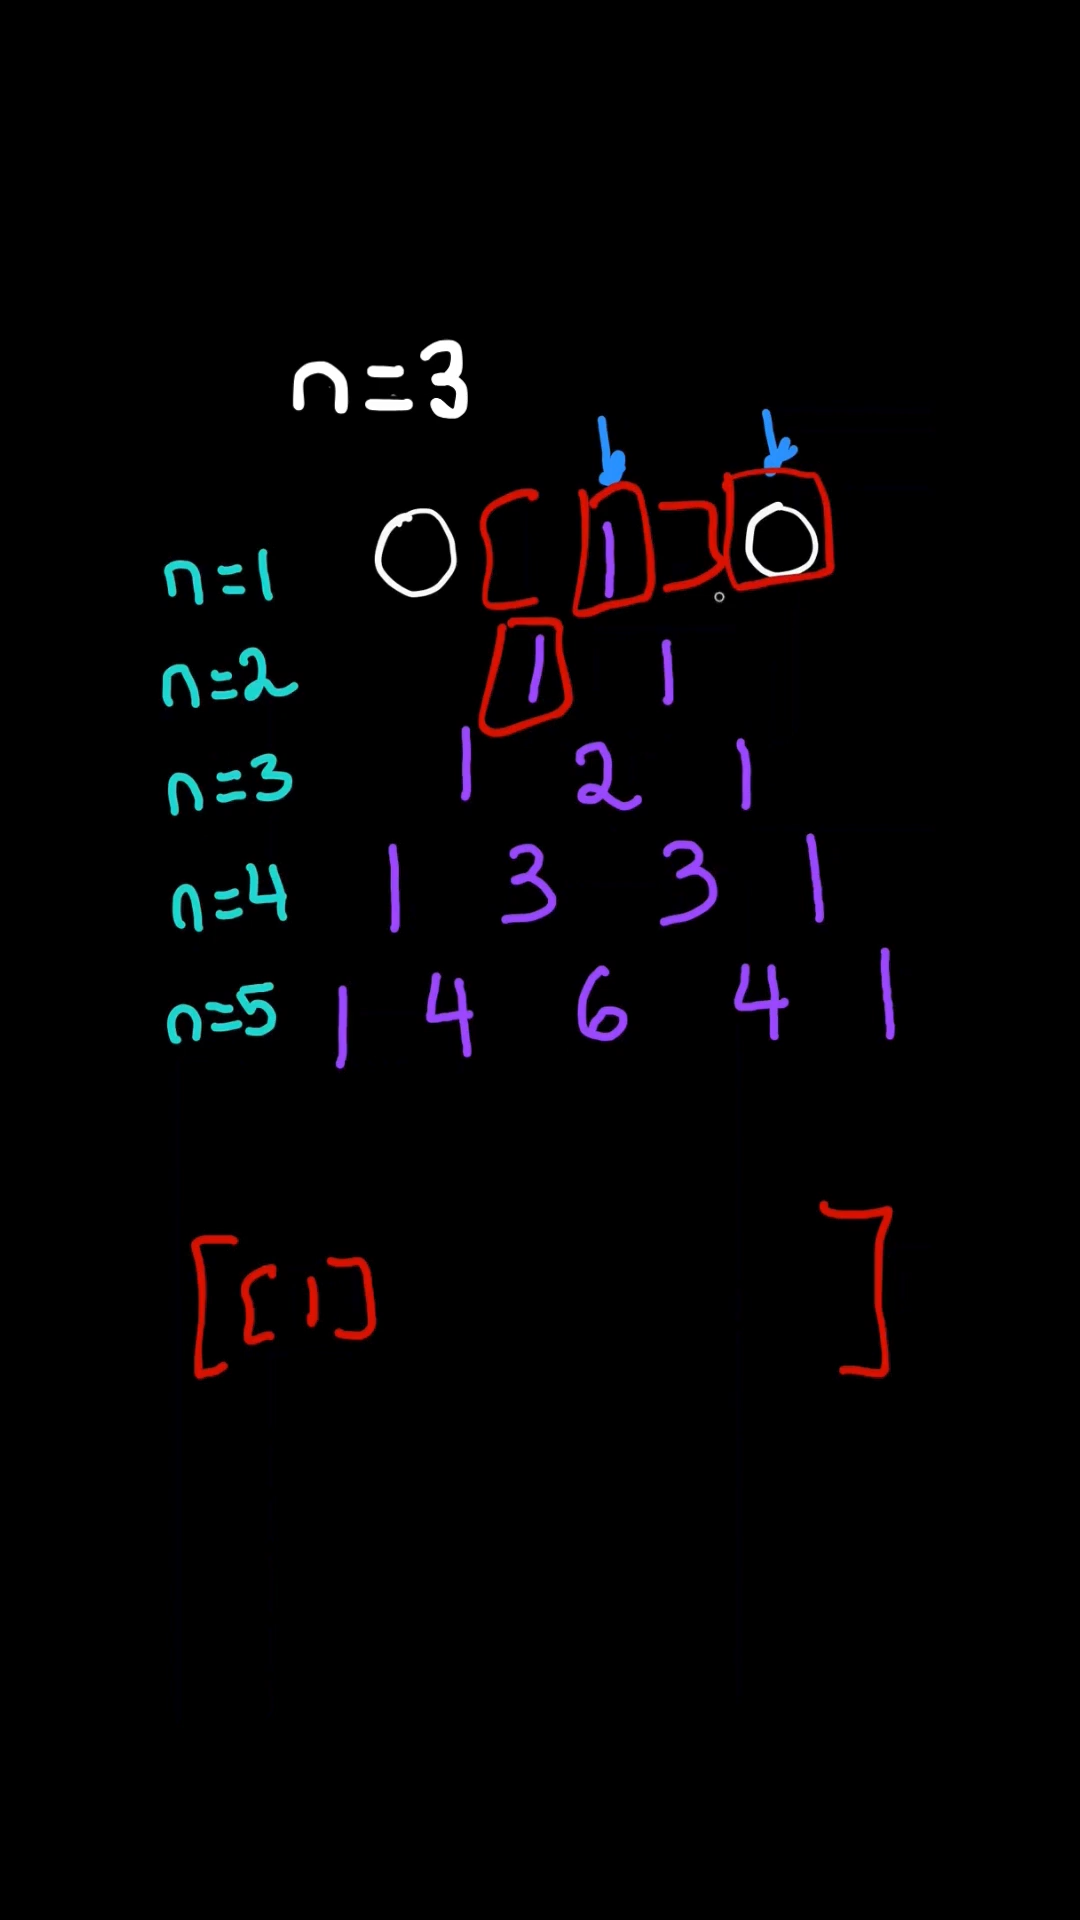 n=3
n=1 0 [ 1 ] 0
n=2 1 1
n=3 1 2 1
n=4 1 3 3 1
n=5 1 4 6 4 1
[ [ 1 ] ]